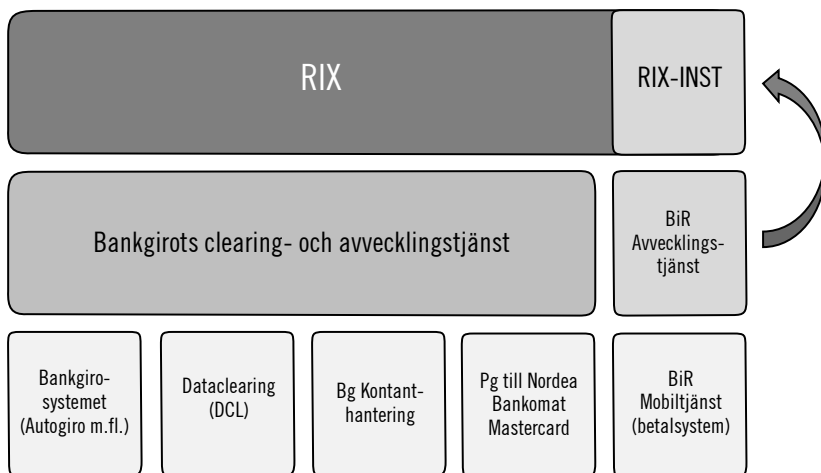 RIX
RIX-INST
Bankgirots clearing- och avvecklingstjänst
BiR
Avvecklings-
tjänst
Bankgiro-
systemet
(Autogiro m.fl.)
Dataclearing
(DCL)
Bg Kontant-
hantering
Pg till Nordea
Bankomat
Mastercard
BiR
Mobiltjänst
(betalsystem)